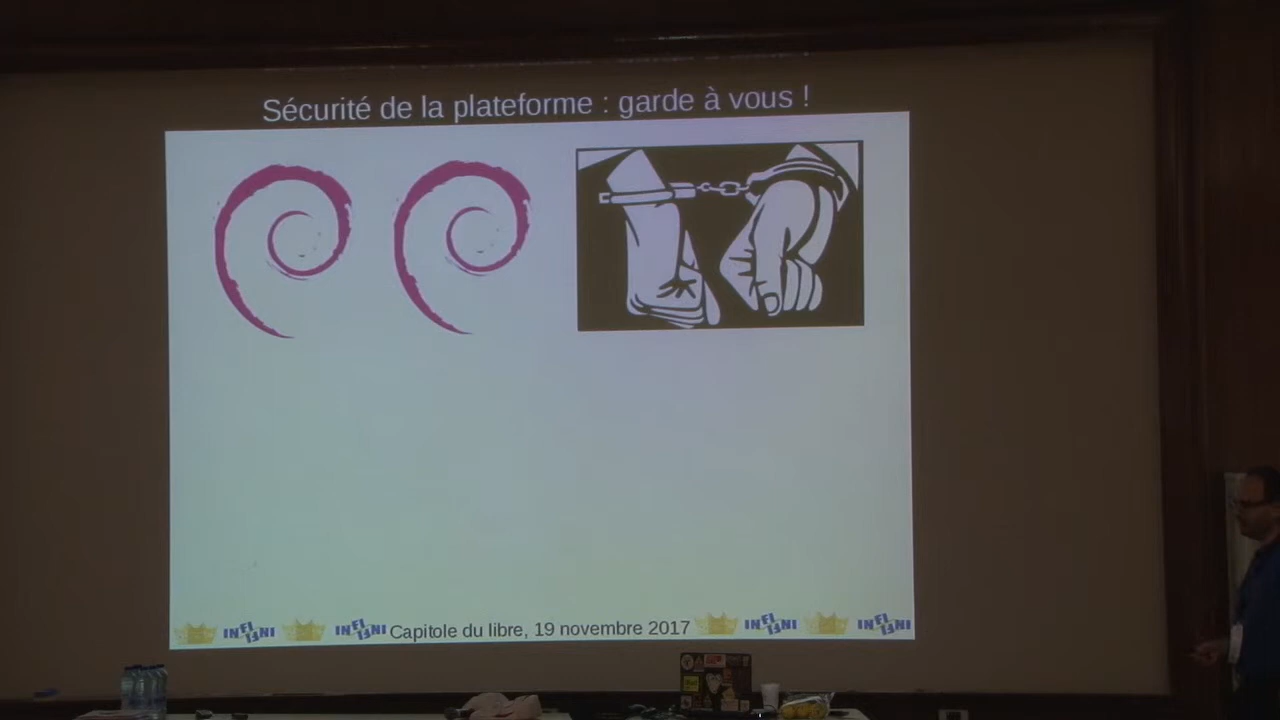 Sécurité de la plateforme : garde à vous !
INFINI INFINI Capitole du libre, 19 novembre 2017 INFINI INFINI